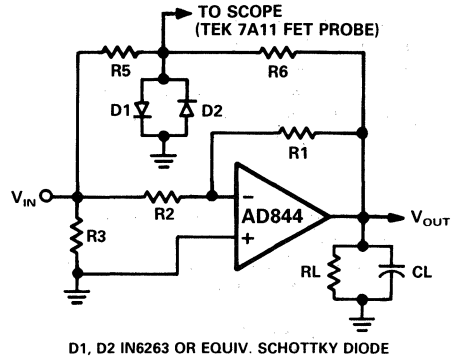 TO SCOPE
(TEK 7A11 FET PROBE)
R5
R6
D1
D2
R1
VIN
R2
−
AD844
+
R3
VOUT
RL
CL
D1, D2 IN6263 OR EQUIV. SCHOTTKY DIODE